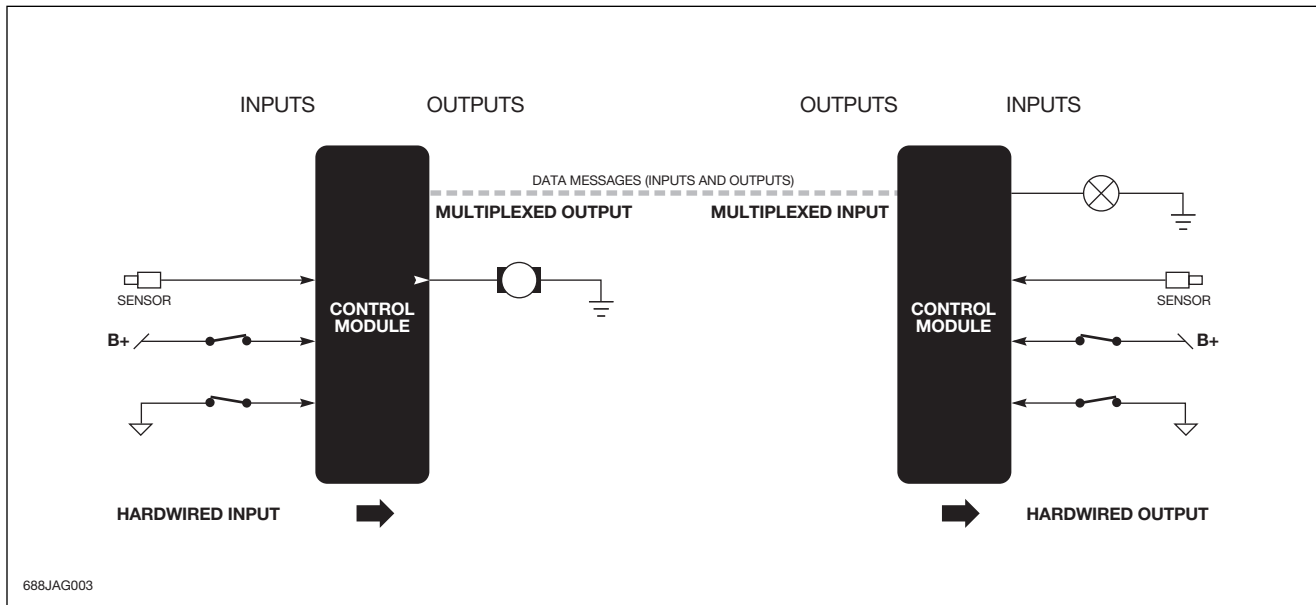 INPUTS OUTPUTS OUTPUTS INPUTS
DATA MESSAGES (INPUTS AND OUTPUTS)
MULTIPLEXED OUTPUT MULTIPLEXED INPUT
SENSOR
B+
CONTROL
MODULE
CONTROL
MODULE
SENSOR
B+
HARDWIRED INPUT
HARDWIRED OUTPUT
688JAG003